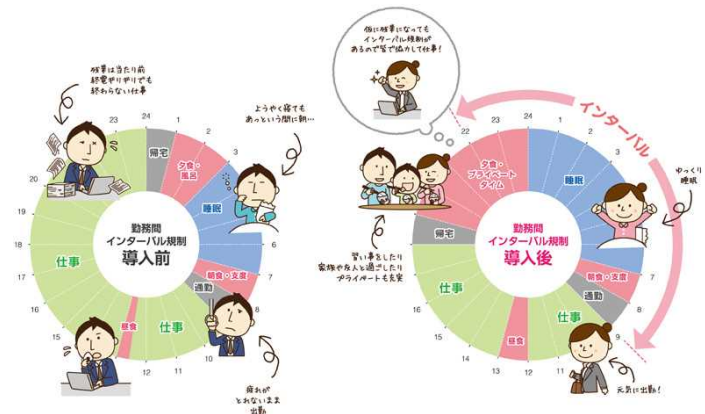 残業は当たり前
終電ギリギリでも
終わらない仕事
ようやく寝ても
あっという間に朝…
疲れが
とれないまま
出勤
勤務間
インターバル規制
導入前
23
24
1
2
3
6
7
8
10
11
12
15
16
17
18
19
20
帰宅
夕食・
風呂
睡眠
朝食・支度
通勤
仕事
昼食
仕事
仮に残業になっても
インターバル規制が
あるので皆で協力して仕事!
インターバル
ゆっくり
睡眠
元気に出勤!
習い事をしたり
家族や友人と過ごしたり
プライベートも充実
勤務間
インターバル規制
導入後
22
23
24
1
2
3
7
8
9
11
12
13
14
15
16
17
18
夕食・
プライベート
タイム
睡眠
朝食・支度
通勤
仕事
昼食
仕事
帰宅